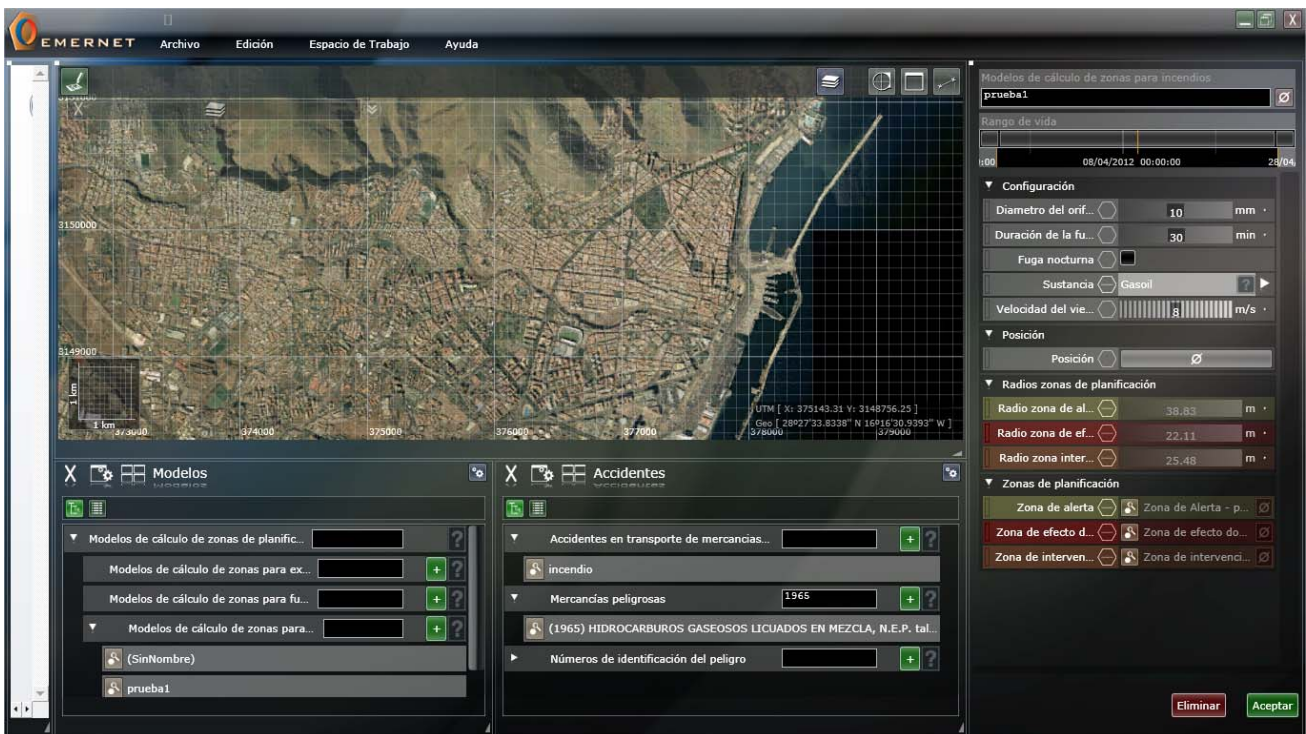 EMERNET
Archivo Edición Espacio de Trabajo Ayuda
3151000
3150000
3149000
1 km
1 km
373000 374000 375000 376000 377000 378000 379000
UTM [ X: 375143.31 Y: 3148756.25 ]
Geo [ 28º27'33.8338" N 16º16'30.9393" W ]
Modelos
Modelos de cálculo de zonas de planific...
Modelos de cálculo de zonas para ex...
Modelos de cálculo de zonas para fu...
Modelos de cálculo de zonas para...
(SinNombre)
prueba1
Accidentes
Accidentes en transporte de mercancias...
incendio
Mercancías peligrosas 1965
(1965) HIDROCARBUROS GASEOSOS LICUADOS EN MEZCLA, N.E.P. tal...
Números de identificación del peligro
Modelos de cálculo de zonas para incendios
prueba1
Rango de vida
:00 08/04/2012 00:00:00 28/04/
Configuración
Diametro del orif... 10 mm
Duración de la fu... 30 min
Fuga nocturna
Sustancia Gasoil ?
Velocidad del vie... 8 m/s
Posición
Posición Ø
Radios zonas de planificación
Radio zona de al... 38.83 m
Radio zona de ef... 22.11 m
Radio zona inter... 25.48 m
Zonas de planificación
Zona de alerta Zona de Alerta - p...
Zona de efecto d... Zona de efecto do...
Zona de interven... Zona de intervenci...
Eliminar Aceptar